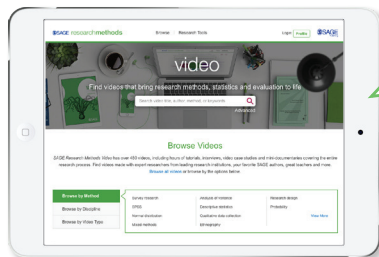 SAGE researchmethods
Browse Research Tools
Login Profile SAGE
video
Find videos that bring research methods, statistics and evaluation to life
Search video title, author, method, or keywords
Advanced
Browse Videos
SAGE Research Methods Video has over 480 videos, including hours of tutorials, interviews, video case studies and mini-documentaries covering the entire
research process. Find videos made with expert researchers from leading research institutions, your favorite SAGE authors, great teachers and more.
Browse all videos or browse by the options below.
Browse by Method
Browse by Discipline
Browse by Video Type
Survey research
SPSS
Normal distribution
Mixed methods
Analysis of variance
Descriptive statistics
Qualitative data collection
Ethnography
Research design
Probability
View More